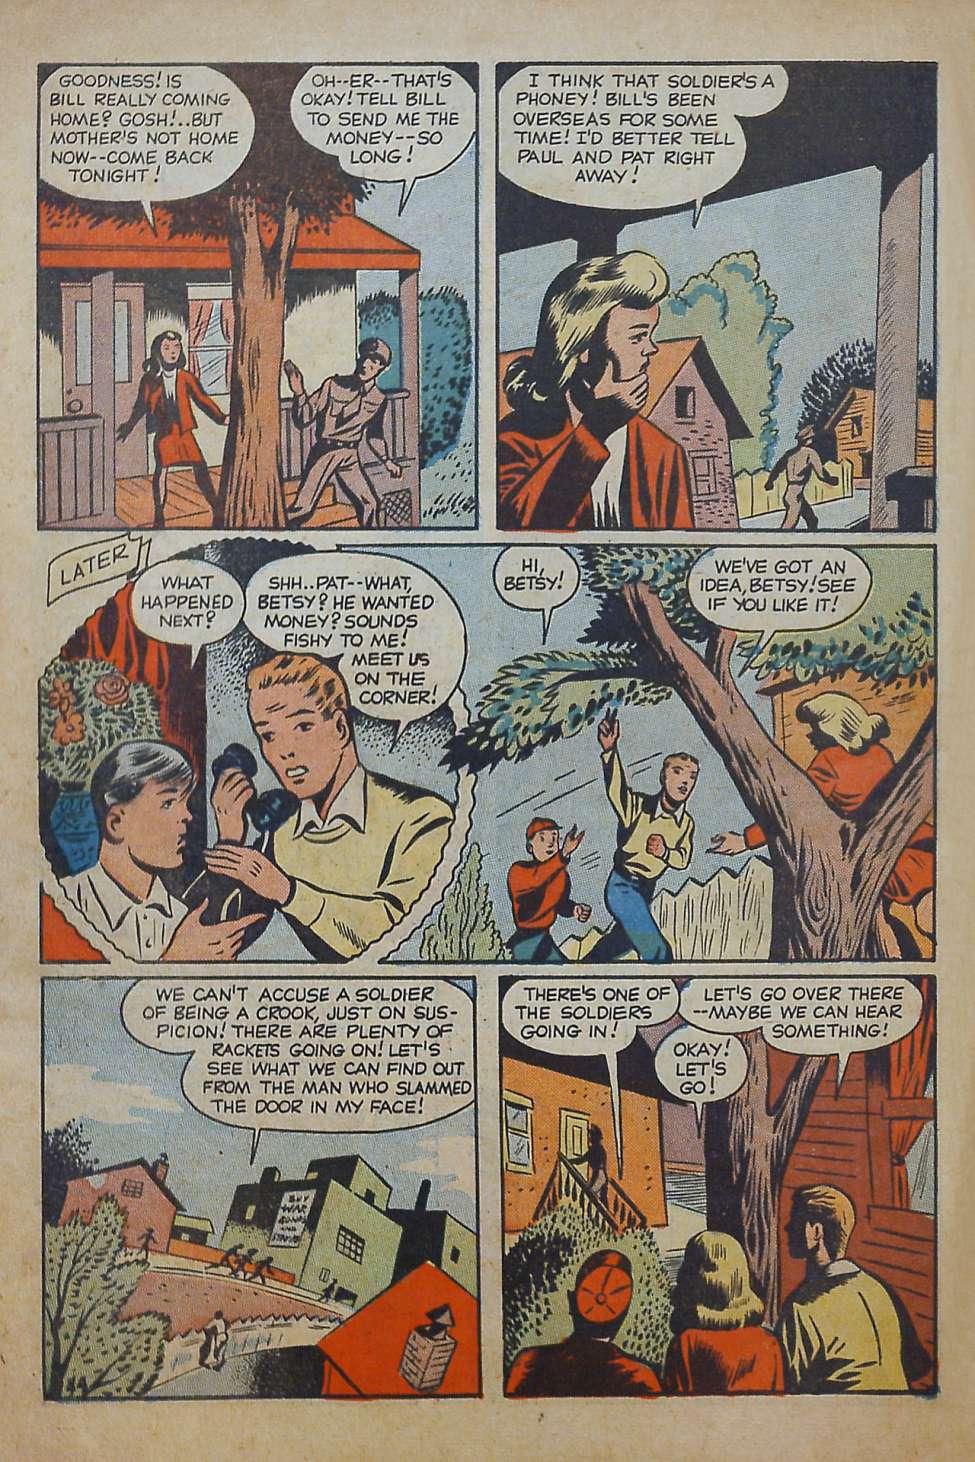 GOODNESS! IS
BILL REALLY COMING
HOME? GOSH!..BUT
MOTHER'S NOT HOME
NOW--COME BACK
TONIGHT!
OH--ER--THAT'S
OKAY! TELL BILL
TO SEND ME THE
MONEY--SO
LONG!
I THINK THAT SOLDIER'S A
PHONEY! BILL'S BEEN
OVERSEAS FOR SOME
TIME! I'D BETTER TELL
PAUL AND PAT RIGHT
AWAY!
LATER
WHAT
HAPPENED
NEXT?
SHH..PAT--WHAT,
BETSY? HE WANTED
MONEY? SOUNDS
FISHY TO ME!
MEET US
ON THE
CORNER!
HI,
BETSY!
WE'VE GOT AN
IDEA, BETSY! SEE
IF YOU LIKE IT!
WE CAN'T ACCUSE A SOLDIER
OF BEING A CROOK, JUST ON SUS-
PICION! THERE ARE PLENTY OF
RACKETS GOING ON! LET'S
SEE WHAT WE CAN FIND OUT
FROM THE MAN WHO SLAMMED
THE DOOR IN MY FACE!
BUY
WAR
BONDS
AND
STAMPS
THERE'S ONE OF
THE SOLDIERS
GOING IN!
OKAY!
LET'S
GO!
LET'S GO OVER THERE
--MAYBE WE CAN HEAR
SOMETHING!